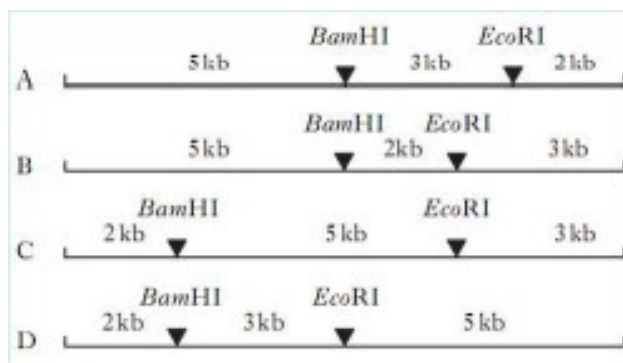 BamHI EcoRI
5kb 3kb 2kb
A
BamHI EcoRI
5kb 2kb 3kb
B
BamHI EcoRI
2kb 5kb 3kb
C
BamHI EcoRI
2kb 3kb 5kb
D